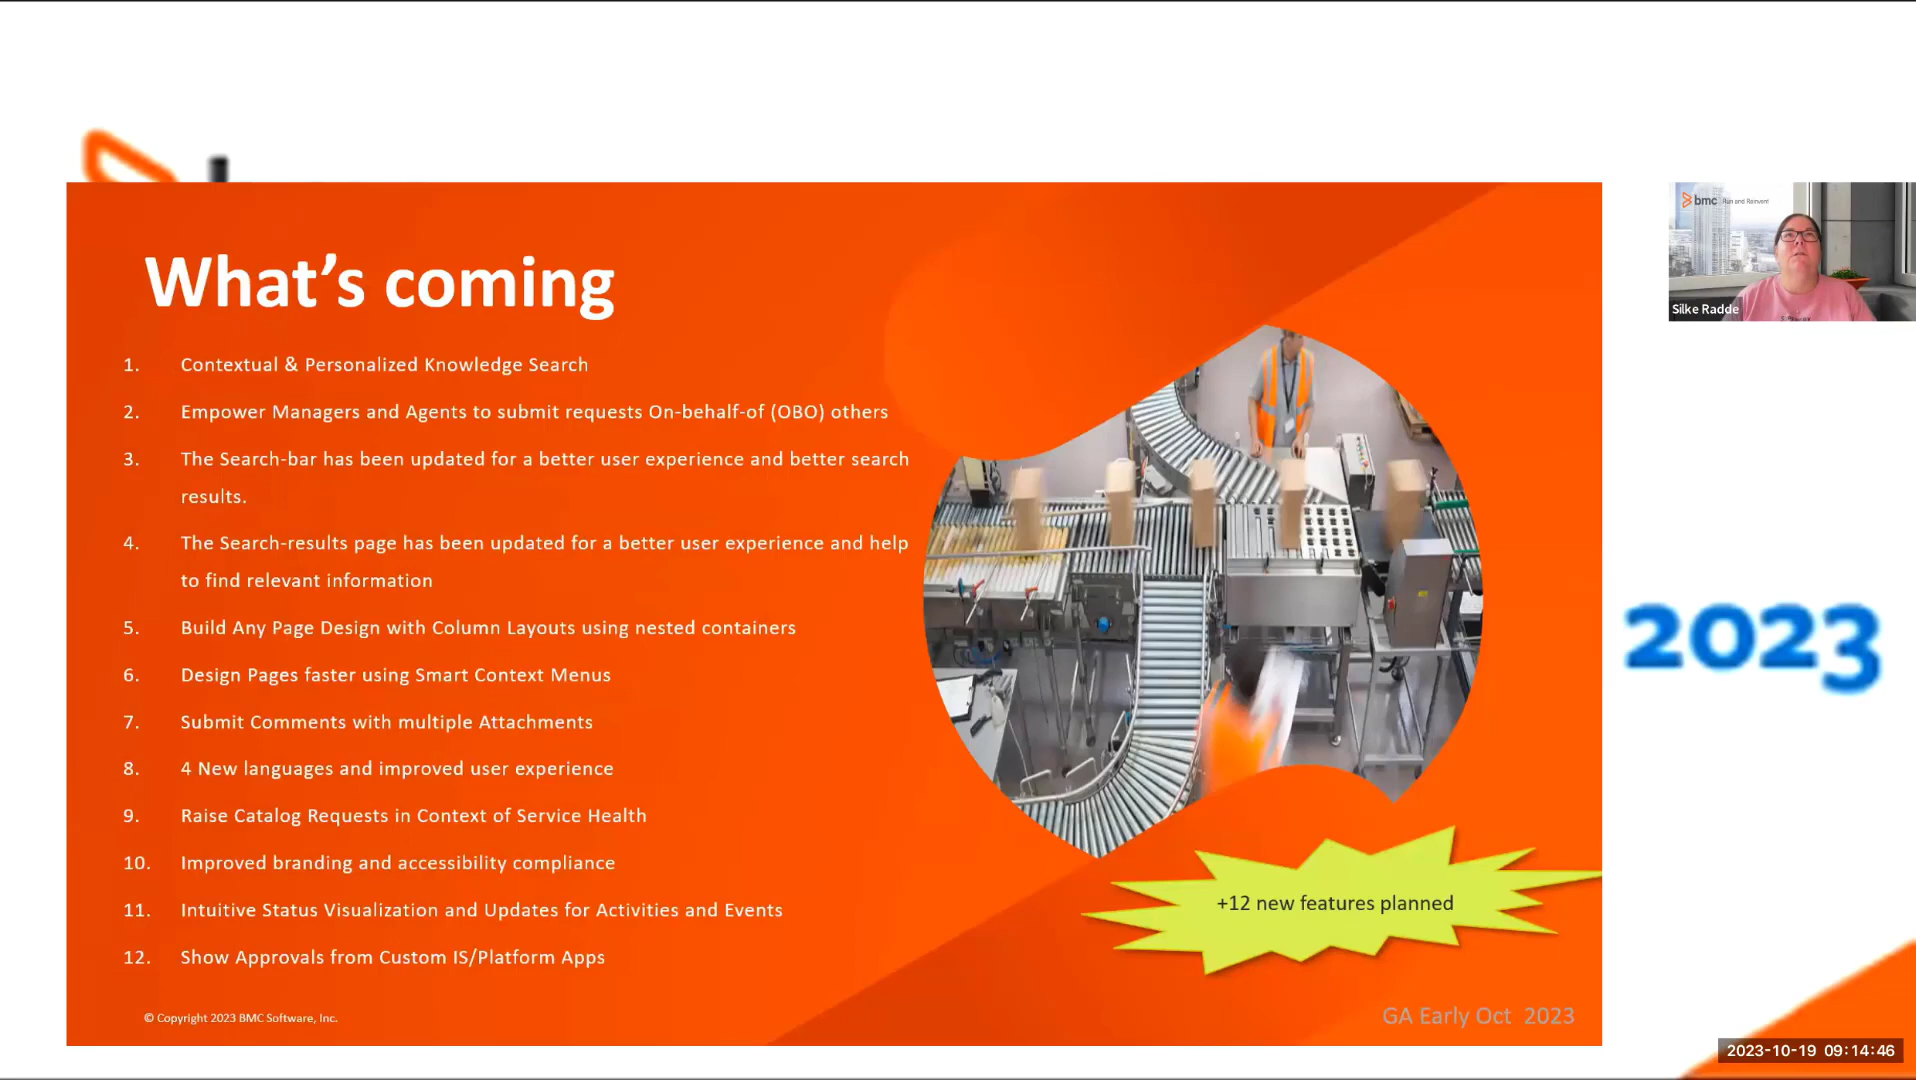 What's coming
1. Contextual & Personalized Knowledge Search
2. Empower Managers and Agents to submit requests On-behalf-of (OBO) others
3. The Search-bar has been updated for a better user experience and better search
results.
4. The Search-results page has been updated for a better user experience and help
to find relevant information
5. Build Any Page Design with Column Layouts using nested containers
6. Design Pages faster using Smart Context Menus
7. Submit Comments with multiple Attachments
8. 4 New languages and improved user experience
9. Raise Catalog Requests in Context of Service Health
10. Improved branding and accessibility compliance
11. Intuitive Status Visualization and Updates for Activities and Events
12. Show Approvals from Custom IS/Platform Apps
+12 new features planned
© Copyright 2023 BMC Software, Inc.
GA Early Oct 2023
bmc Run and Reinvent
Silke Radde
2023
2023-10-19 09:14:46